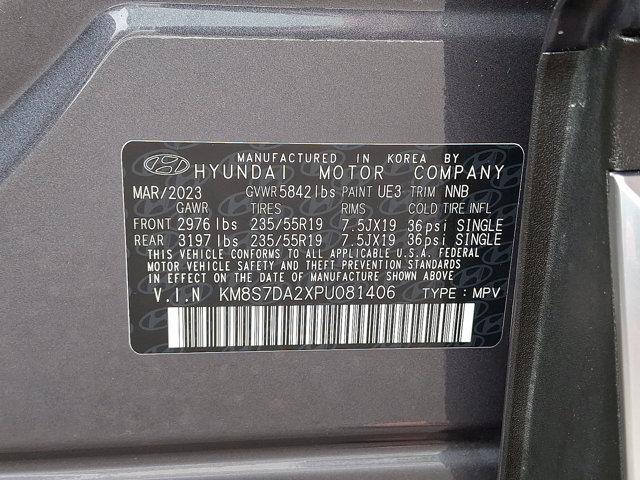 MANUFACTURED IN KOREA BY
HYUNDAI MOTOR COMPANY
MAR/2023 GVWR 5842 lbs PAINT UE3 TRIM NNB
GAWR TIRES RIMS COLD TIRE INFL
FRONT 2976 lbs 235/55R19 7.5JX19 36psi SINGLE
REAR 3197 lbs 235/55R19 7.5JX19 36psi SINGLE
THIS VEHICLE CONFORMS TO ALL APPLICABLE U.S.A. FEDERAL
MOTOR VEHICLE SAFETY AND THEFT PREVENTION STANDARDS
IN EFFECT ON THE DATE OF MANUFACTURE SHOWN ABOVE.
V.I.N KM8S7DA2XPU081406 TYPE : MPV